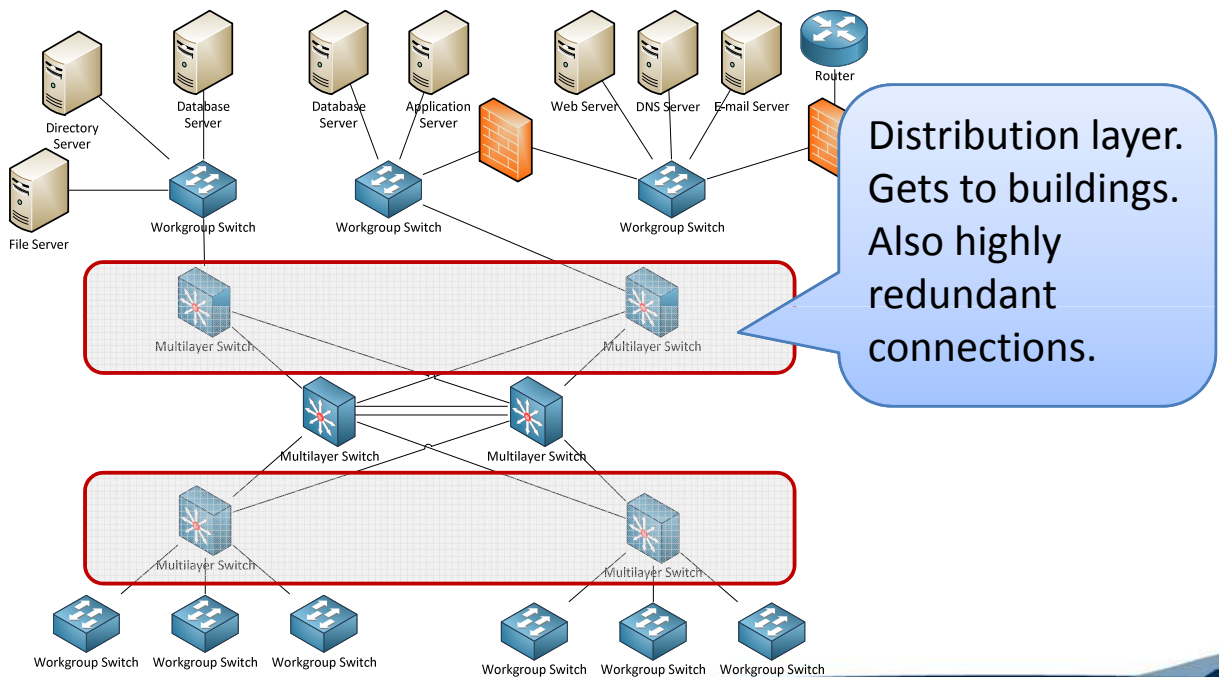 Directory
Server
Database
Server
Database
Server
Application
Server
Web Server
DNS Server
E-mail Server
Router
File Server
Workgroup Switch
Workgroup Switch
Workgroup Switch
Distribution layer.
Gets to buildings.
Also highly
redundant
connections.
Multilayer Switch
Multilayer Switch
Multilayer Switch
Multilayer Switch
Multilayer Switch
Multilayer Switch
Workgroup Switch
Workgroup Switch
Workgroup Switch
Workgroup Switch
Workgroup Switch
Workgroup Switch